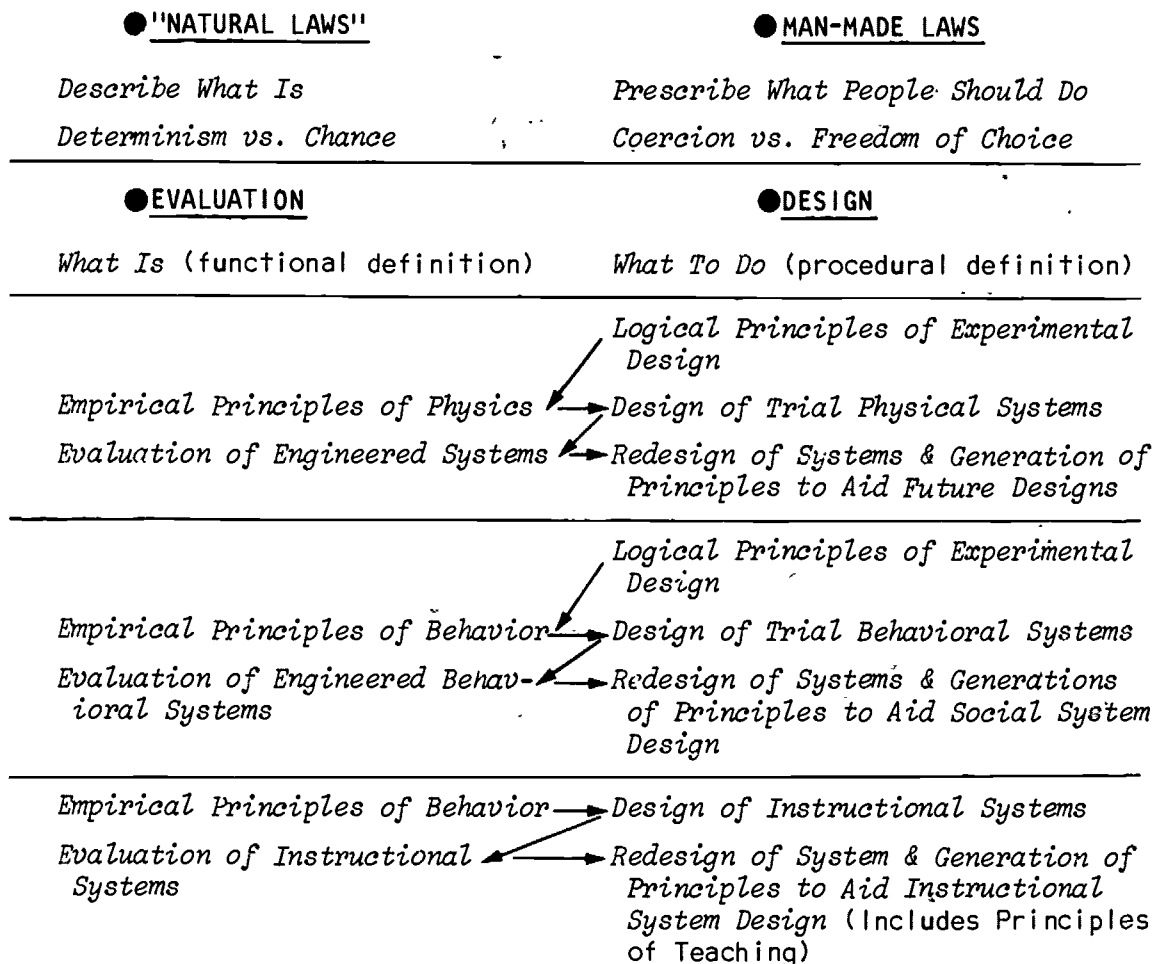 ●"NATURAL LAWS" ●MAN-MADE LAWS
Describe What Is Prescribe What People Should Do
Determinism vs. Chance Coercion vs. Freedom of Choice
●EVALUATION ●DESIGN
What Is (functional definition) What To Do (procedural definition)
Logical Principles of Experimental
Design
Empirical Principles of Physics Design of Trial Physical Systems
Evaluation of Engineered Systems Redesign of Systems & Generation of
Principles to Aid Future Designs
Logical Principles of Experimental
Design
Empirical Principles of Behavior Design of Trial Behavioral Systems
Evaluation of Engineered Behav- Redesign of Systems & Generations
ioral Systems of Principles to Aid Social System
Design
Empirical Principles of Behavior Design of Instructional Systems
Evaluation of Instructional Redesign of System & Generation of
Systems Principles to Aid Instructional
System Design (Includes Principles
of Teaching)